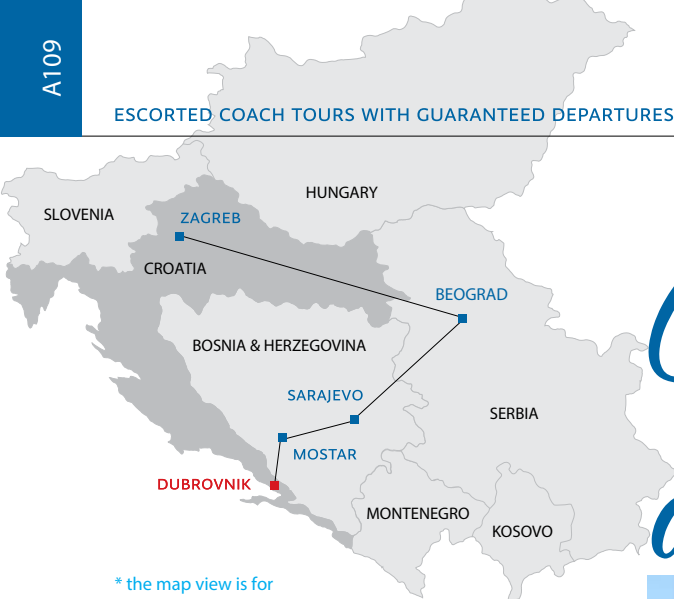 A109
ESCORTED COACH TOURS WITH GUARANTEED DEPARTURES
HUNGARY
SLOVENIA
ZAGREB
CROATIA
BEOGRAD
BOSNIA & HERZEGOVINA
SARAJEVO
SERBIA
MOSTAR
DUBROVNIK
MONTENEGRO
KOSOVO
* the map view is for